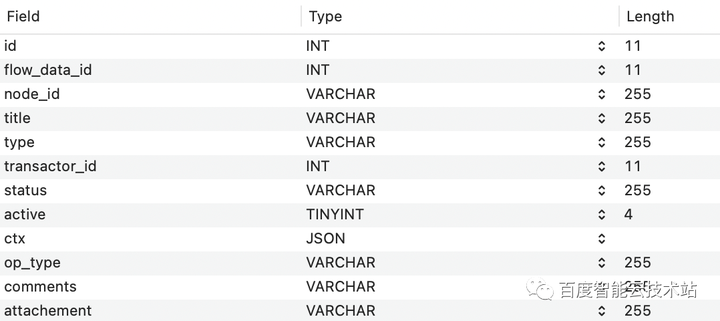 Field Type Length
id INT 11
flow_data_id INT 11
node_id VARCHAR 255
title VARCHAR 255
type VARCHAR 255
transactor_id INT 11
status VARCHAR 255
active TINYINT 4
ctx JSON
op_type VARCHAR 255
comments VARCHAR 255
百度智能云技术站
attachement VARCHAR 255